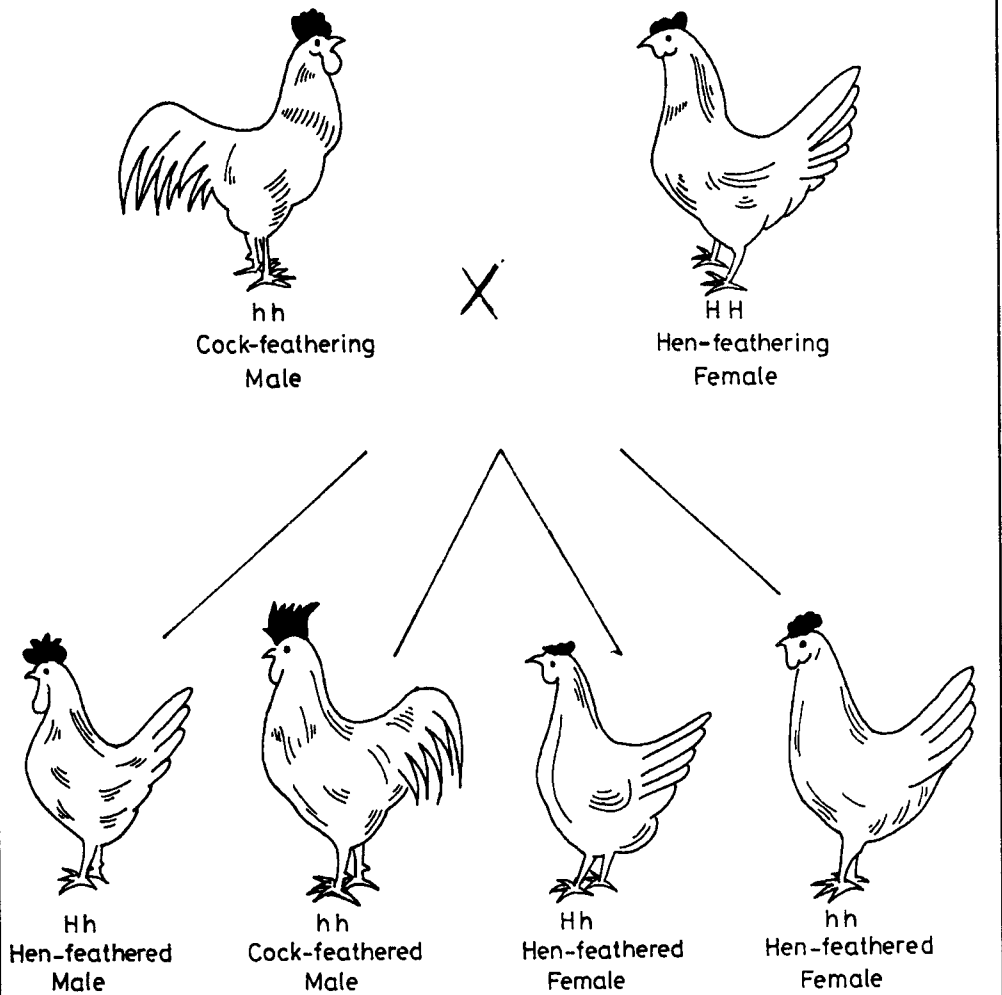 hh
Cock-feathering
Male
X
HH
Hen-feathering
Female
Hh
Hen-feathered
Male
hh
Cock-feathered
Male
Hh
Hen-feathered
Female
hh
Hen-feathered
Female